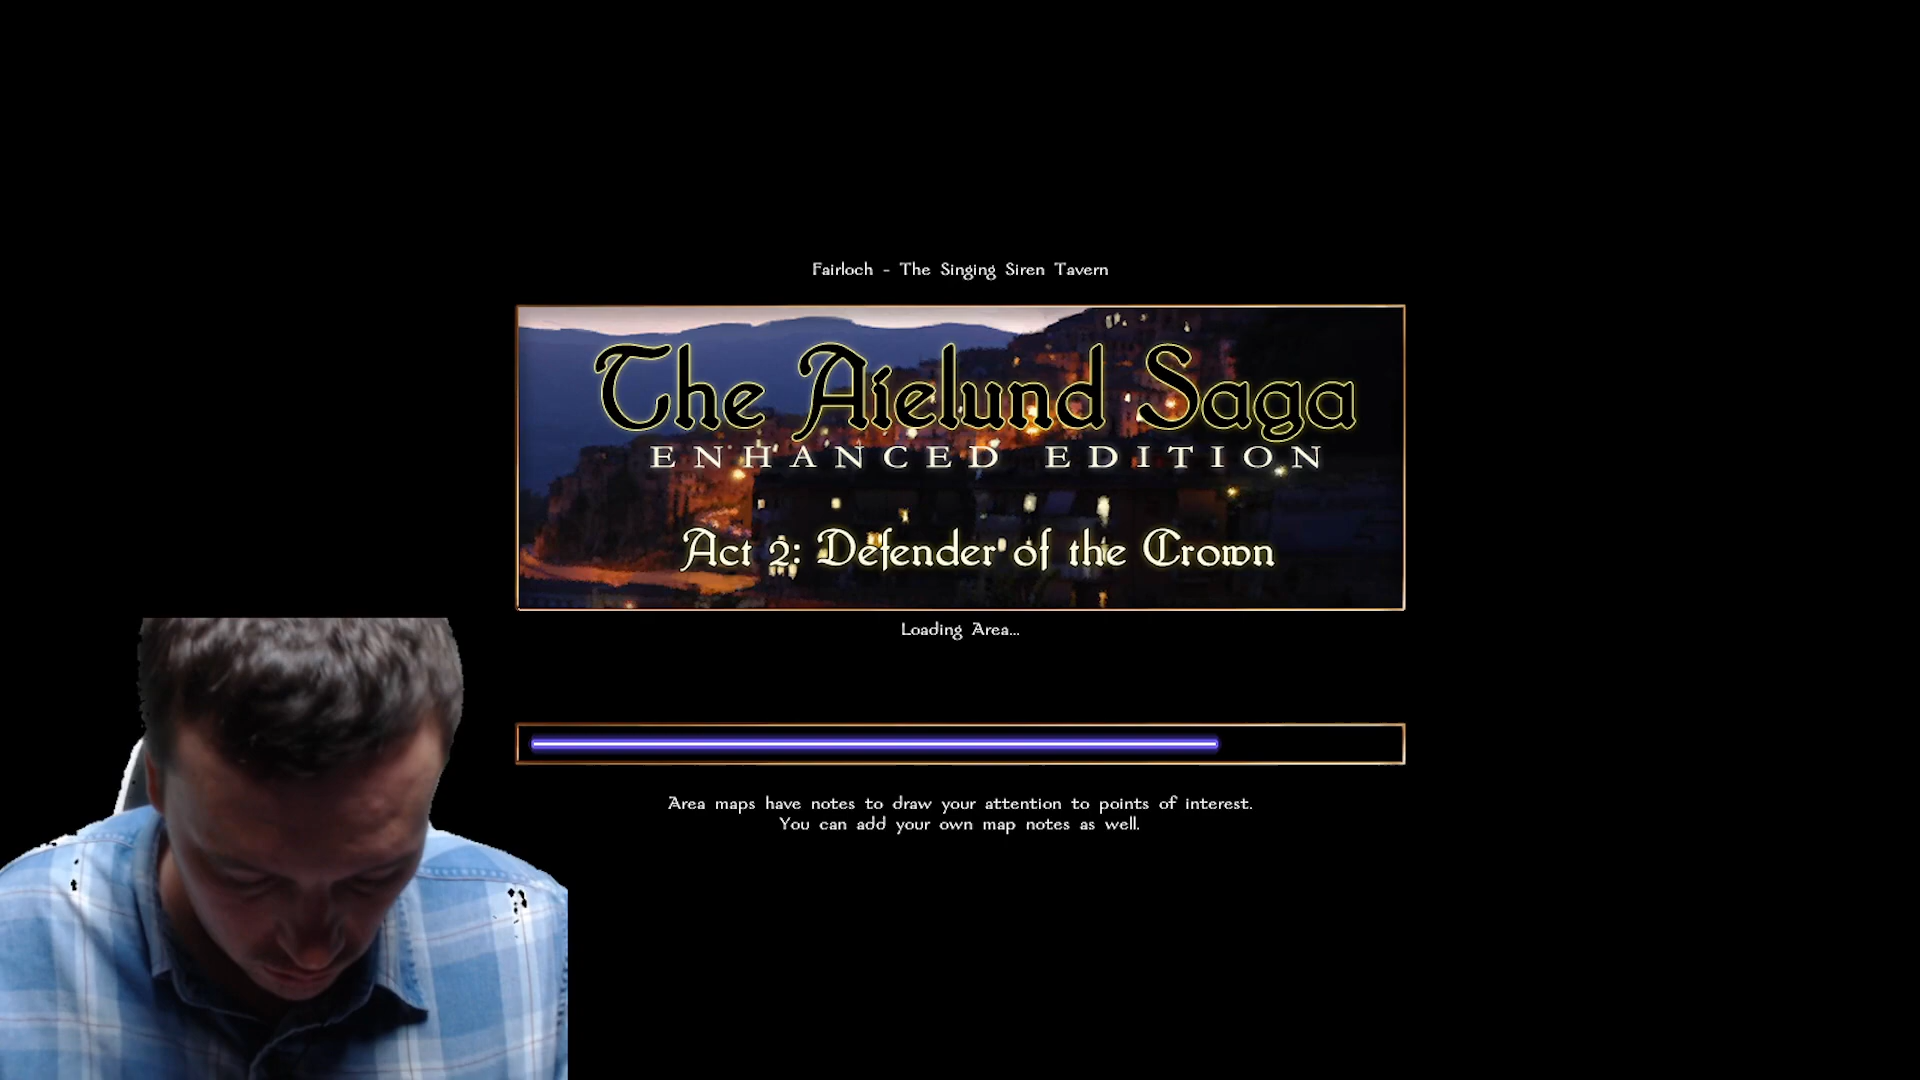 Fairloch - The Singing Siren Tavern
The Aielund Saga
ENHANCED EDITION
Act 2: Defender of the Crown
Loading Area...
Area maps have notes to draw your attention to points of interest.
You can add your own map notes as well.